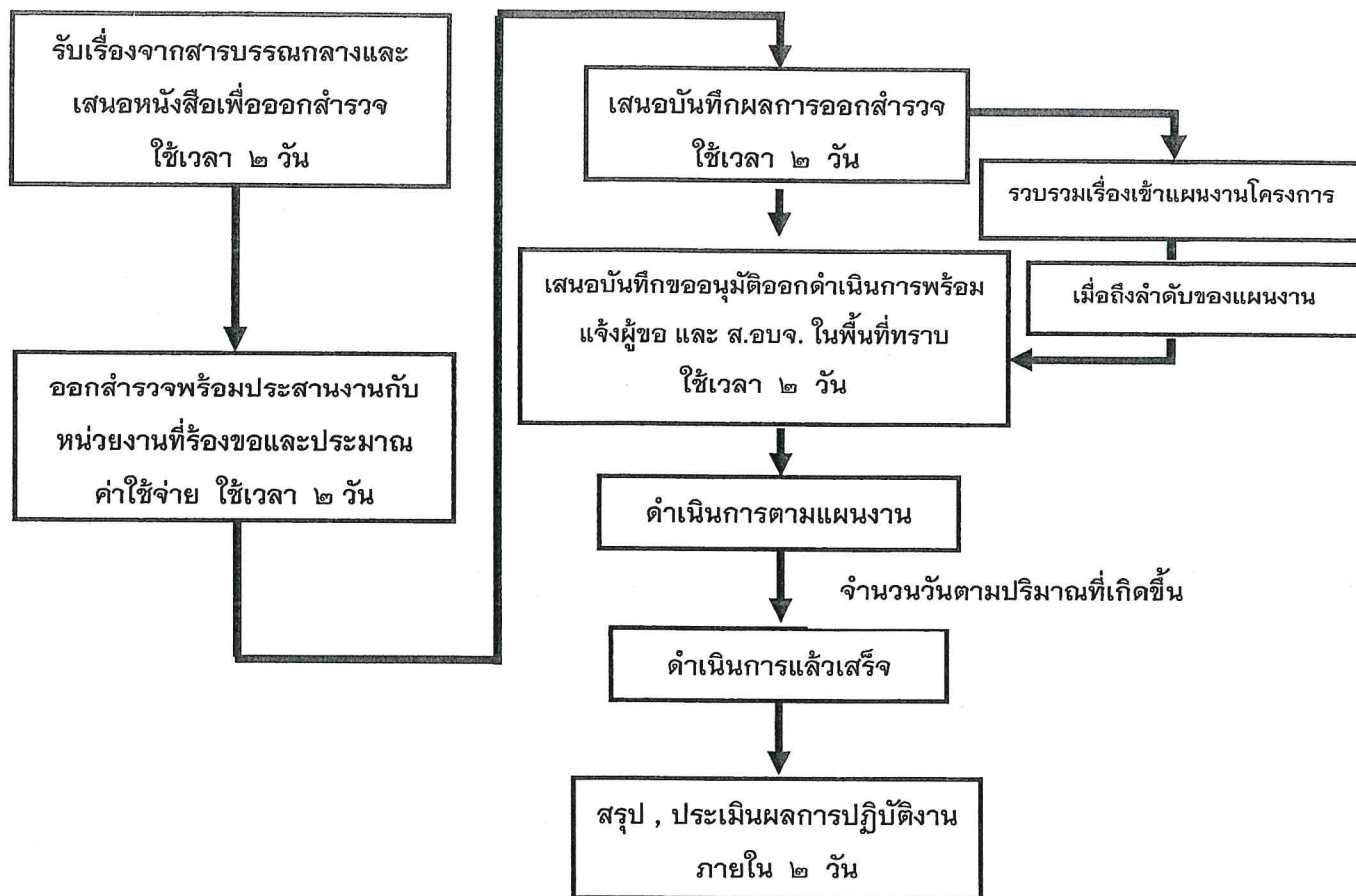 รับเรื่องจากสารบรรณกลางและ
เสนอหนังสือเพื่อออกสำรวจ
ใช้เวลา ๒ วัน
ออกสำรวจพร้อมประสานงานกับ
หน่วยงานที่ร้องขอและประมาณ
ค่าใช้จ่าย ใช้เวลา ๒ วัน
เสนอบันทึกผลการออกสำรวจ
ใช้เวลา ๒ วัน
รวบรวมเรื่องเข้าแผนงานโครงการ
เมื่อถึงลำดับของแผนงาน
เสนอบันทึกขออนุมัติออกดำเนินการพร้อม
แจ้งผู้ขอ และ ส.อบจ. ในพื้นที่ทราบ
ใช้เวลา ๒ วัน
ดำเนินการตามแผนงาน
จำนวนวันตามปริมาณที่เกิดขึ้น
ดำเนินการแล้วเสร็จ
สรุป , ประเมินผลการปฏิบัติงาน
ภายใน ๒ วัน